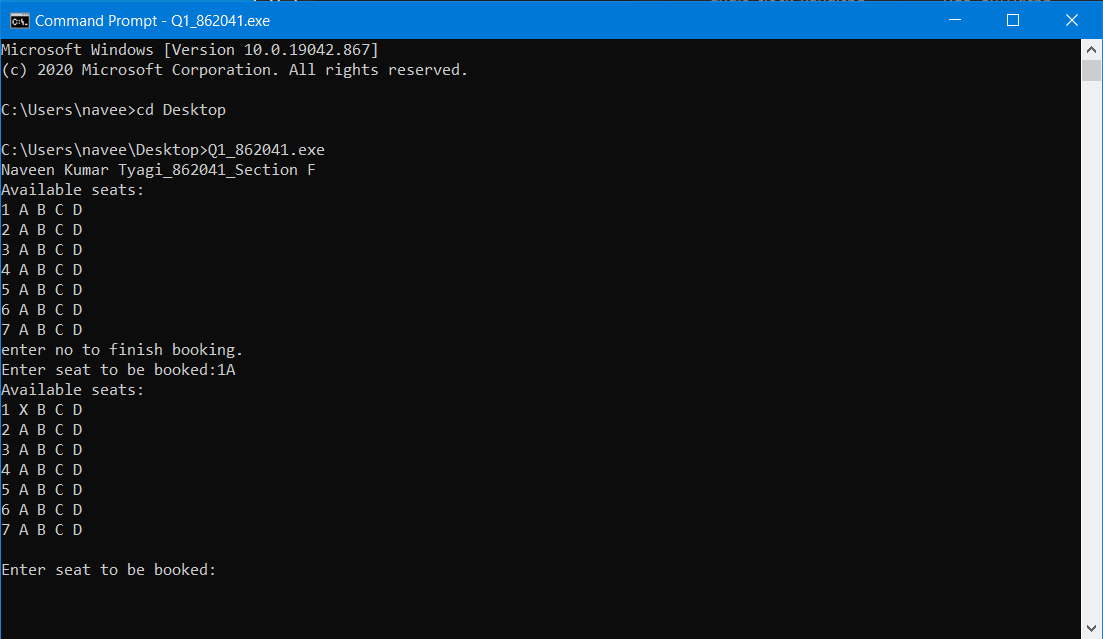 Command Prompt - Q1_862041.exe
Microsoft Windows [Version 10.0.19042.867]
(c) 2020 Microsoft Corporation. All rights reserved.
C:\Users\navee>cd Desktop
C:\Users\navee\Desktop>Q1_862041.exe
Naveen Kumar Tyagi_862041_Section F
Available seats:
1 A B C D
2 A B C D
3 A B C D
4 A B C D
5 A B C D
6 A B C D
7 A B C D
enter no to finish booking.
Enter seat to be booked:1A
Available seats:
1 X B C D
2 A B C D
3 A B C D
4 A B C D
5 A B C D
6 A B C D
7 A B C D
Enter seat to be booked: